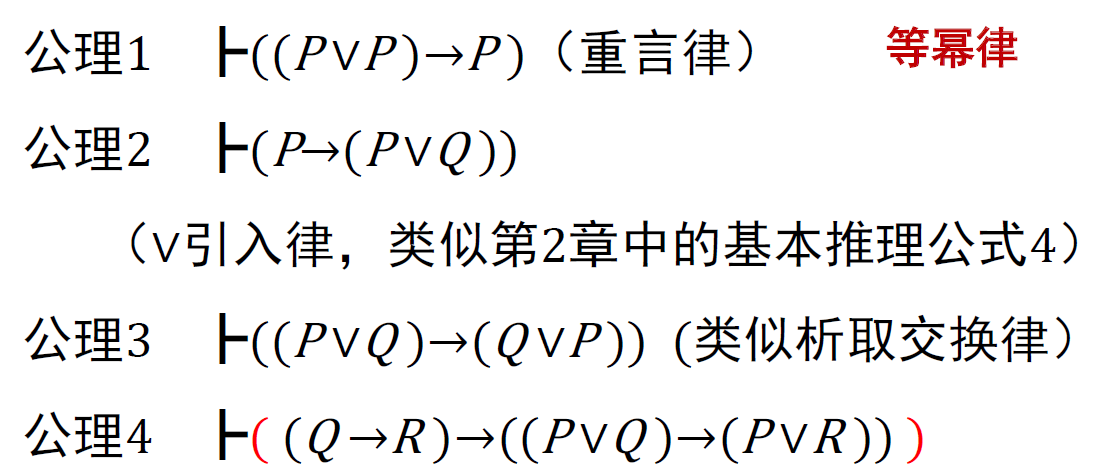 公理1 ├((P∨P)→P)（重言律） 等幂律
公理2 ├(P→(P∨Q))
（∨引入律，类似第2章中的基本推理公式4）
公理3 ├((P∨Q)→(Q∨P)) (类似析取交换律）
公理4 ├( (Q→R)→((P∨Q)→(P∨R)) )